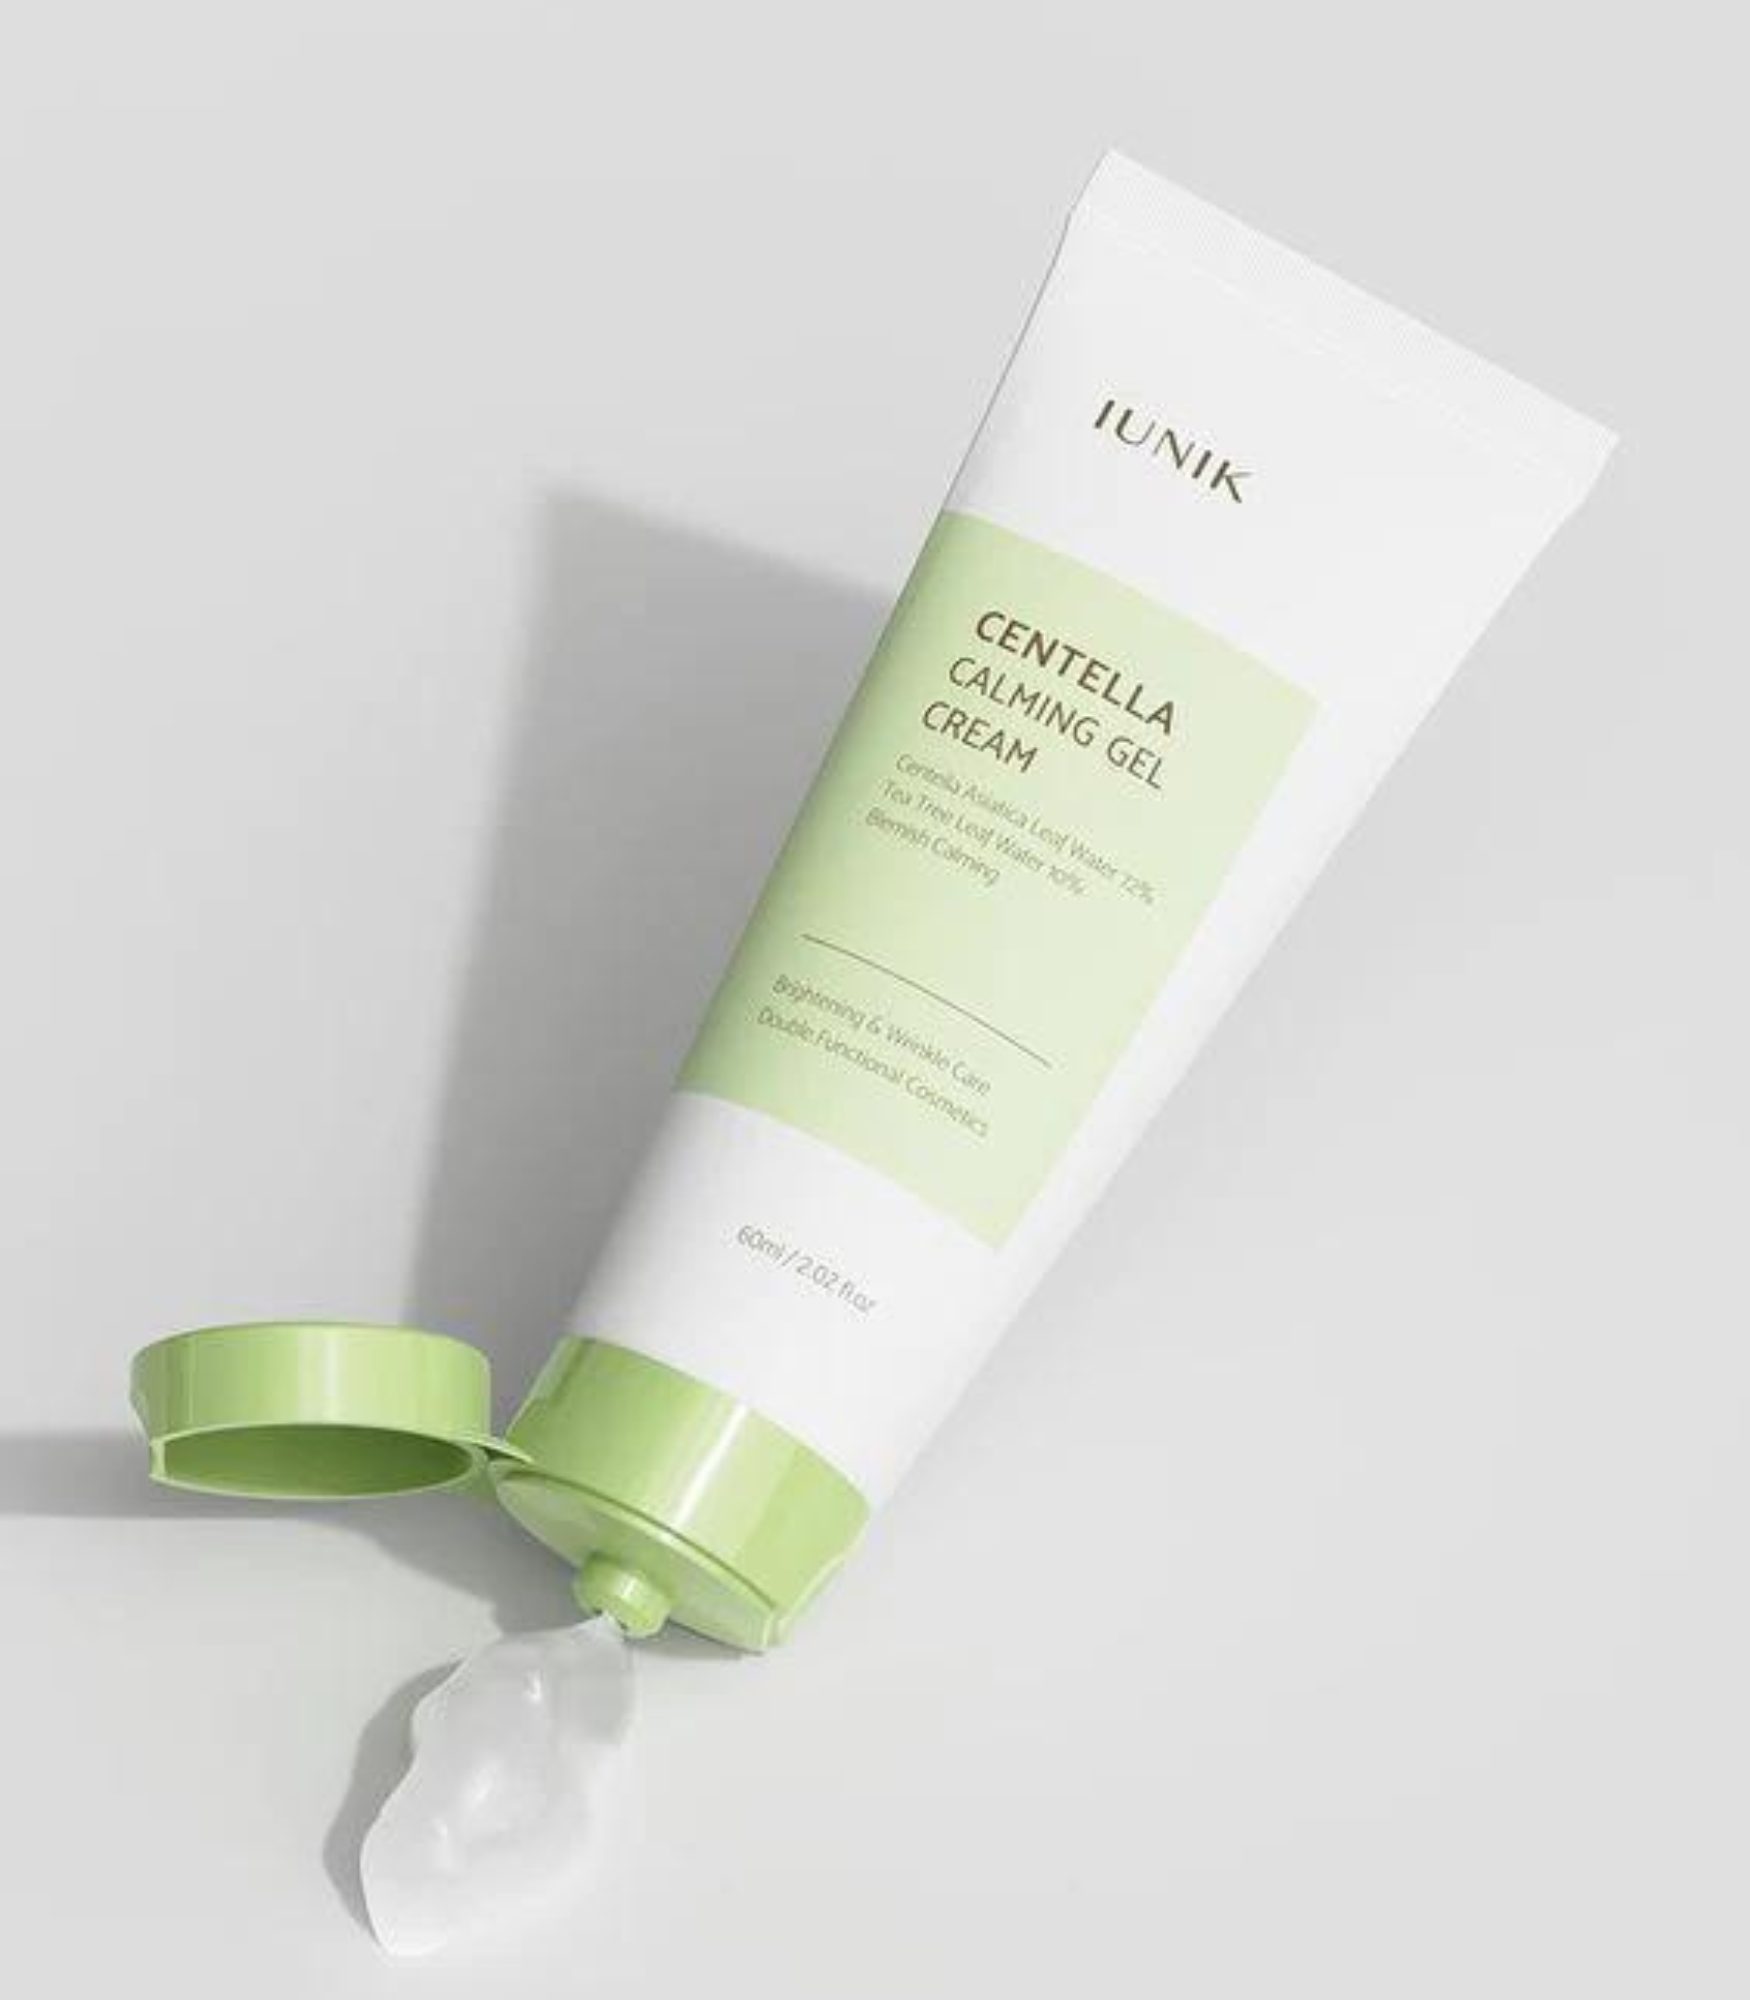 IUNIK
CENTELLA
CALMING GEL
CREAM
Centella Asiatica Leaf Water 72%
Tea Tree Leaf Water 10%
Blemish Calming
Brightening & Wrinkle Care
Double Functional Cosmetics
60ml / 2.02 fl.oz